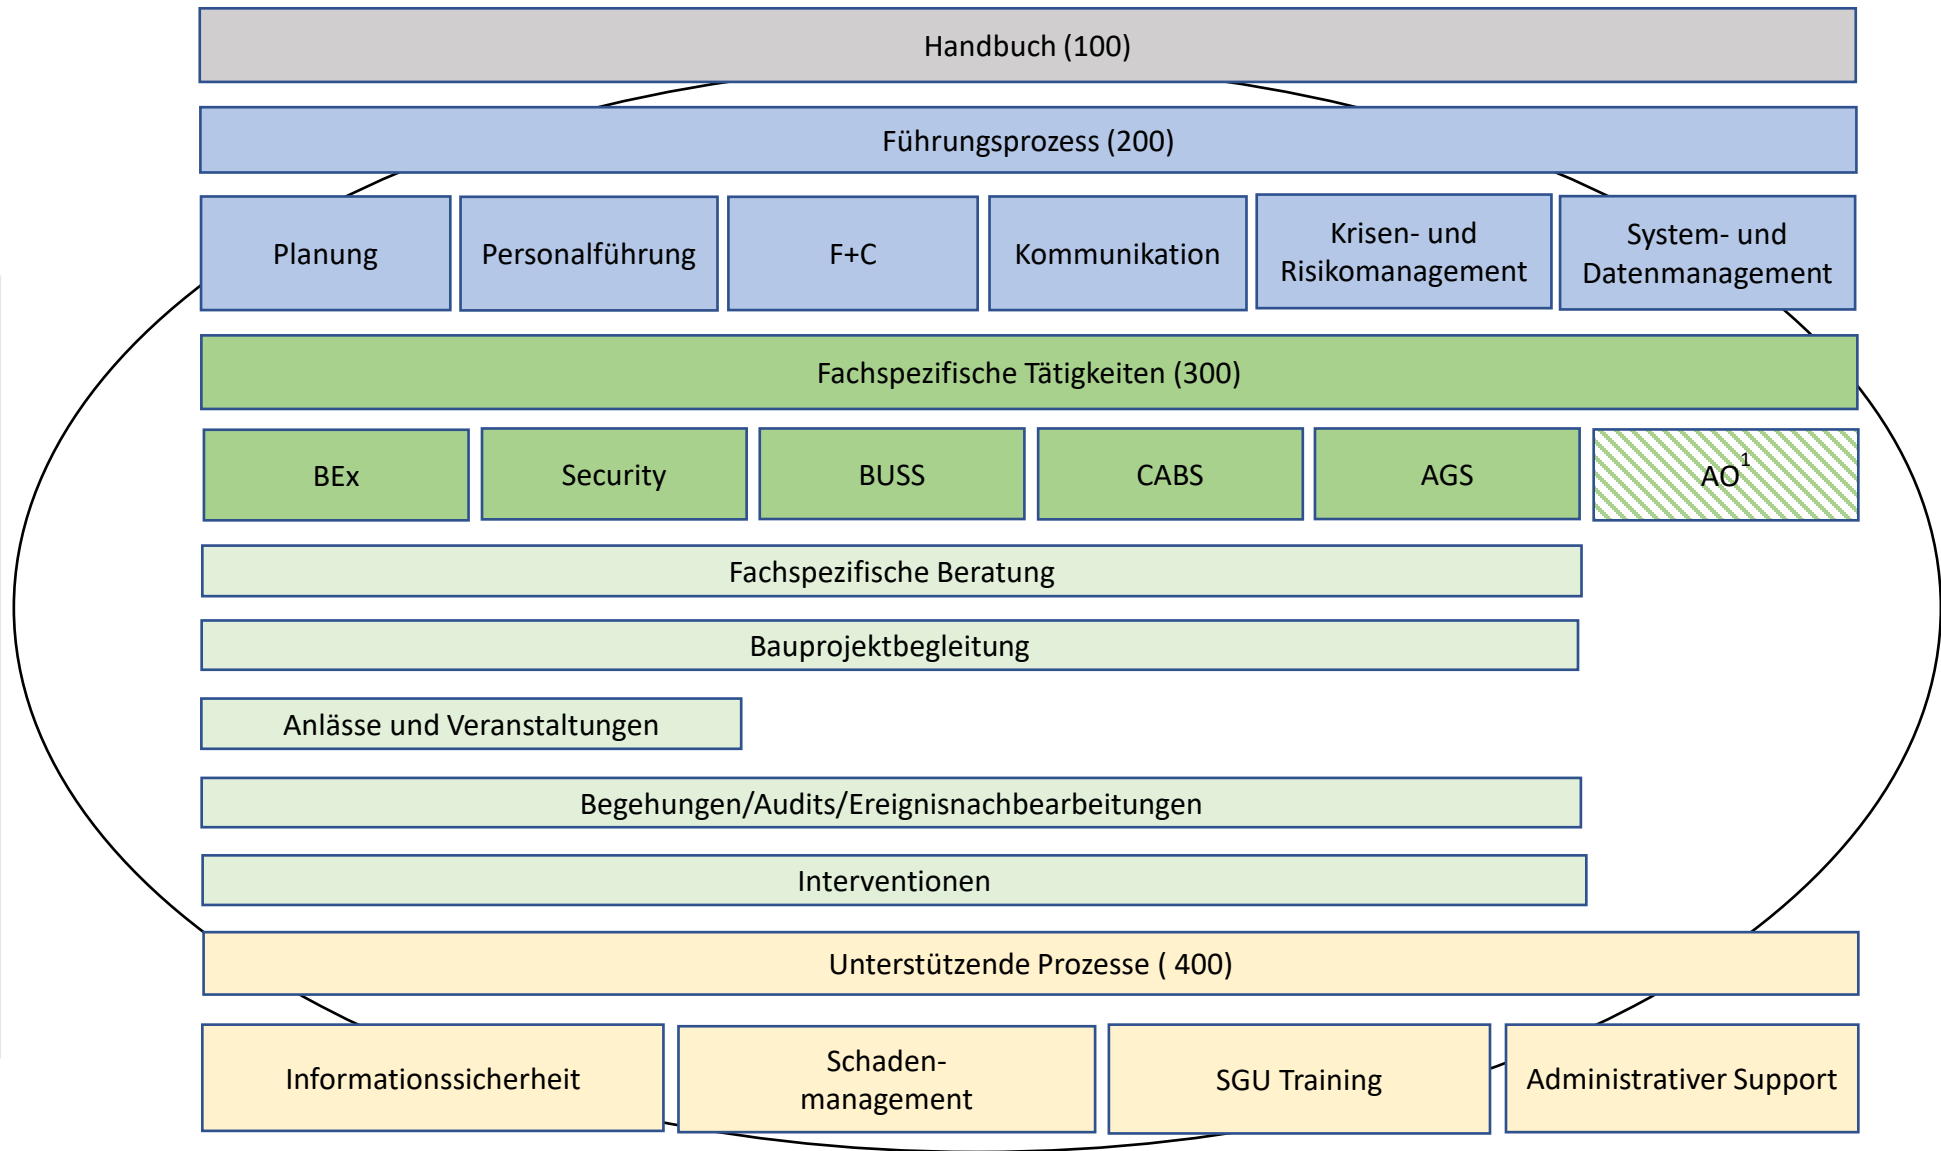 Handbuch (100)
Führungsprozess (200)
Planung
Personalführung
F+C
Kommunikation
Krisen- und
Risikomanagement
System- und
Datenmanagement
Fachspezifische Tätigkeiten (300)
BEx
Security
BUSS
CABS
AGS
AO¹
Fachspezifische Beratung
Bauprojektbegleitung
Anlässe und Veranstaltungen
Begehungen/Audits/Ereignisnachbearbeitungen
Interventionen
Unterstützende Prozesse ( 400)
Informationssicherheit
Schaden-
management
SGU Training
Administrativer Support